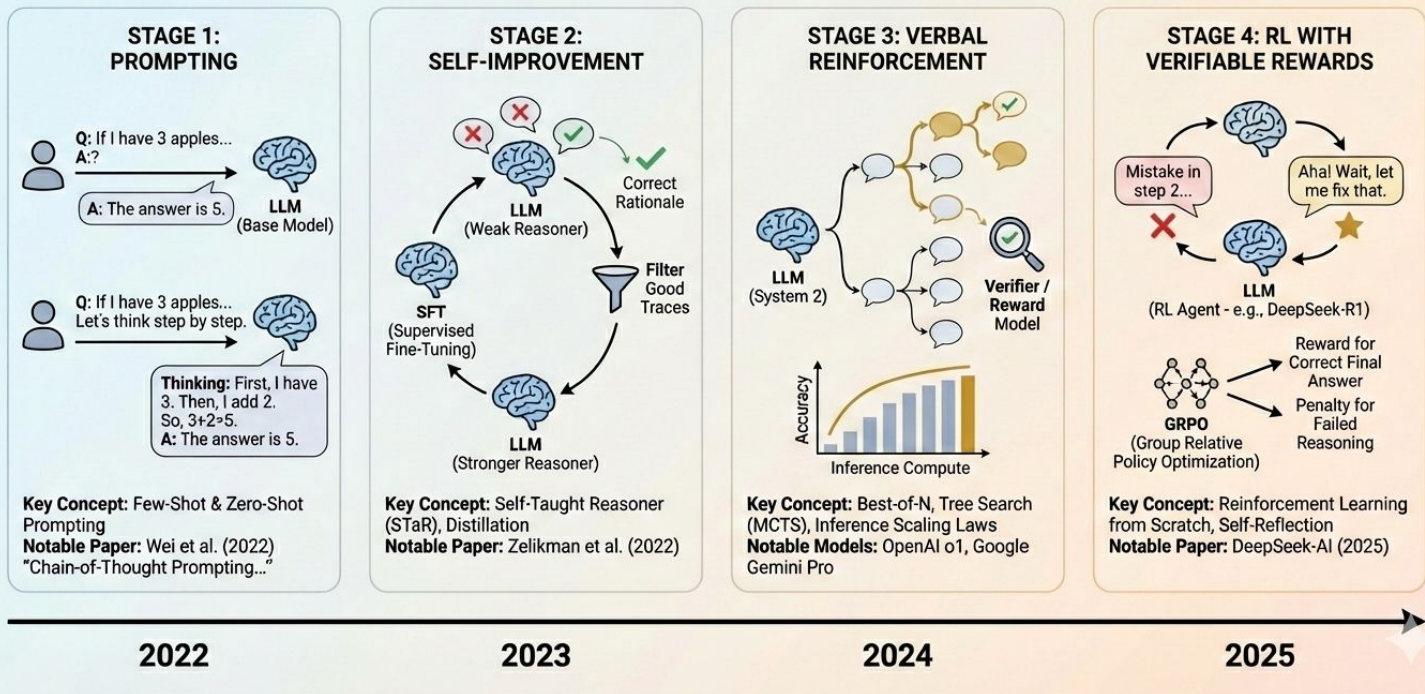 STAGE 1:
PROMPTING
Q: If I have 3 apples...
A:?
A: The answer is 5.
LLM
(Base Model)
Q: If I have 3 apples...
Let's think step by step.
Thinking: First, I have
3. Then, I add 2.
So, 3+2=5.
A: The answer is 5.
Key Concept: Few-Shot & Zero-Shot
Prompting
Notable Paper: Wei et al. (2022)
"Chain-of-Thought Prompting..."
STAGE 2:
SELF-IMPROVEMENT
Correct
Rationale
LLM
(Weak Reasoner)
Filter
Good
Traces
SFT
(Supervised
Fine-Tuning)
LLM
(Stronger Reasoner)
Key Concept: Self-Taught Reasoner
(STaR), Distillation
Notable Paper: Zelikman et al. (2022)
STAGE 3: VERBAL
REINFORCEMENT
LLM
(System 2)
Verifier /
Reward
Model
Accuracy
Inference Compute
Key Concept: Best-of-N, Tree Search
(MCTS), Inference Scaling Laws
Notable Models: OpenAI o1, Google
Gemini Pro
STAGE 4: RL WITH
VERIFIABLE REWARDS
Mistake in
step 2...
Aha! Wait, let
me fix that.
LLM
(RL Agent - e.g., DeepSeek-R1)
Reward for
Correct Final
Answer
Penalty for
Failed
Reasoning
GRPO
(Group Relative
Policy Optimization)
Key Concept: Reinforcement Learning
from Scratch, Self-Reflection
Notable Paper: DeepSeek-AI (2025)
2022
2023
2024
2025